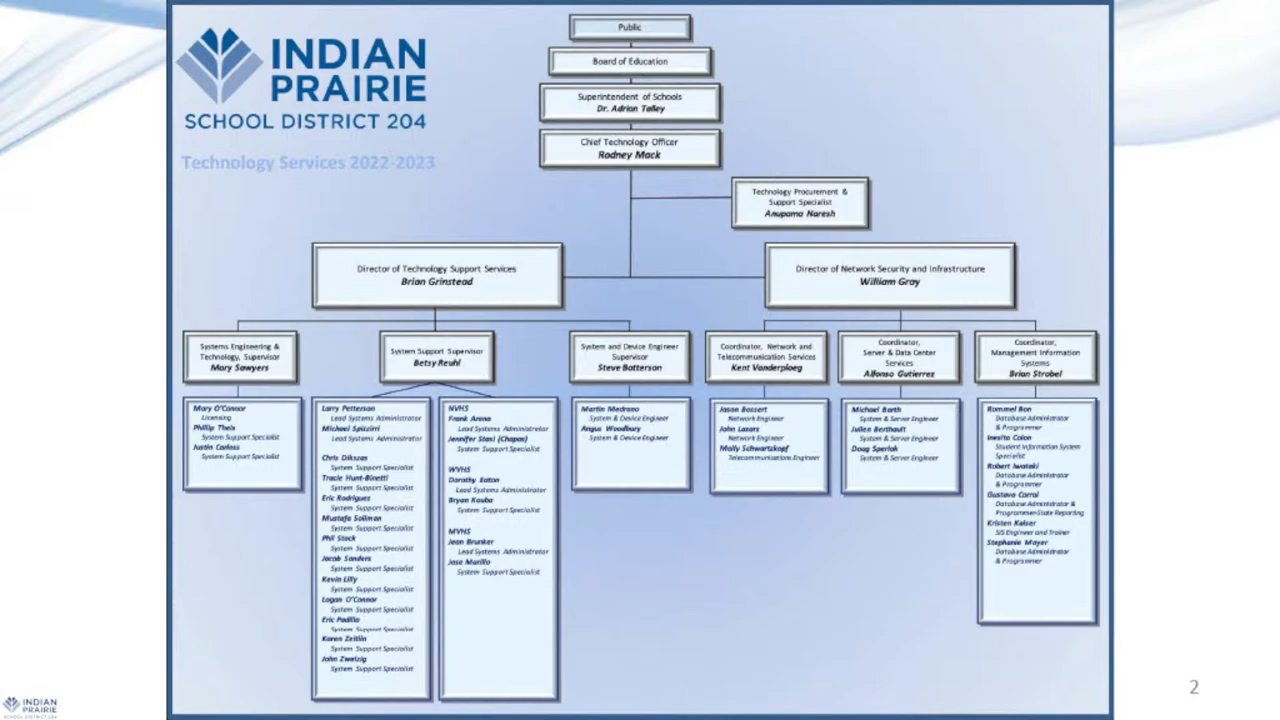 INDIAN
PRAIRIE
SCHOOL DISTRICT 204
Technology Services 2022-2023
Public
Board of Education
Superintendent of Schools
Dr. Adrian Talley
Chief Technology Officer
Rodney Mack
Technology Procurement &
Support Specialist
Anupama Naresh
Director of Technology Support Services
Brian Grinstead
Director of Network Security and Infrastructure
William Gray
Systems Engineering &
Technology, Supervisor
Mary Sawyers
System Support Supervisor
Betsy Reuhl
System and Device Engineer
Supervisor
Steve Batterson
Coordinator, Network and
Telecommunication Services
Kent Vanderploeg
Coordinator,
Server & Data Center
Services
Alfonso Gutierrez
Coordinator,
Management Information
Systems
Brian Strobel
Mary O'Connor
Licensing
Phillip Theis
System Support Specialist
Justin Corless
System Support Specialist
Larry Petterson
Lead Systems Administrator
Michael Spizzirri
Lead Systems Administrator
Chris Dikszas
System Support Specialist
Tracie Hunt-Binetti
System Support Specialist
Eric Rodrigues
System Support Specialist
Mustafa Soliman
System Support Specialist
Phil Stock
System Support Specialist
Jacob Sanders
System Support Specialist
Kevin Lilly
System Support Specialist
Logan O'Connor
System Support Specialist
Eric Padilla
System Support Specialist
Karen Zeitlin
System Support Specialist
John Zweizig
System Support Specialist
NVHS
Frank Arena
Lead Systems Administrator
Jennifer Stasi (Chapas)
System Support Specialist
WVHS
Dorothy Eaton
Lead Systems Administrator
Bryan Kouba
System Support Specialist
MVHS
Jean Brunker
Lead Systems Administrator
Jose Murillo
System Support Specialist
Martin Medrano
System & Device Engineer
Angus Woodbury
System & Device Engineer
Jason Bossert
Network Engineer
John Lasars
Network Engineer
Molly Schwartzkopf
Telecommunications Engineer
Michael Barth
System & Server Engineer
Julien Berthault
System & Server Engineer
Doug Sperlak
System & Server Engineer
Rommel Bon
Database Administrator
& Programmer
Inesita Colon
Student Information System
Specialist
Robert Iwataki
Database Administrator
& Programmer
Gustavo Corral
Database Administrator &
Programmer-State Reporting
Kristen Kaiser
SIS Engineer and Trainer
Stephanie Mayer
Database Administrator
& Programmer
INDIAN
PRAIRIE
SCHOOL DISTRICT 204
2